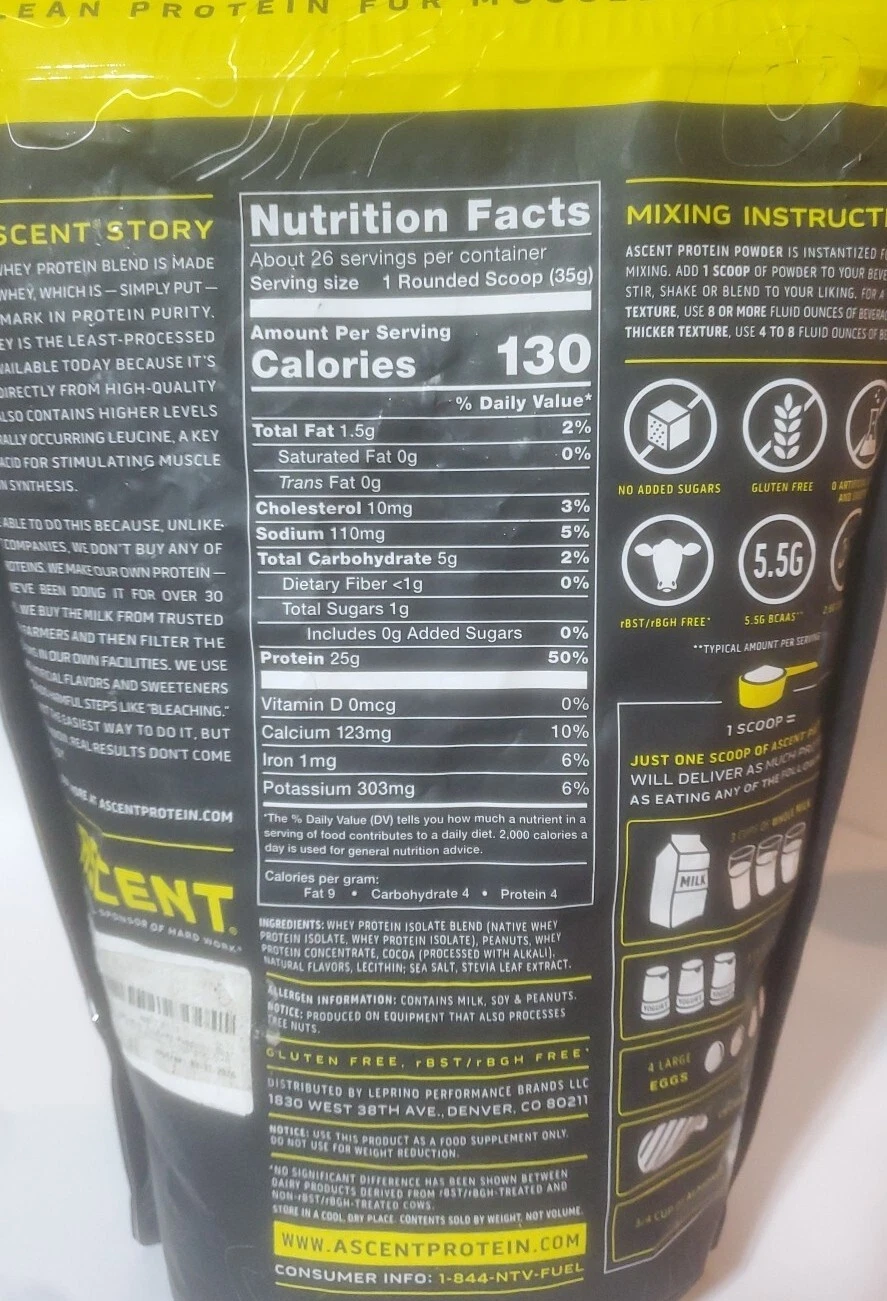 EAN PROTEIN FOR
SCENT STORY
WHEY PROTEIN BLEND IS MADE
WHEY, WHICH IS — SIMPLY PUT —
MARK IN PROTEIN PURITY.
EY IS THE LEAST-PROCESSED
VAILABLE TODAY BECAUSE IT'S
DIRECTLY FROM HIGH-QUALITY
LSO CONTAINS HIGHER LEVELS
RALLY OCCURRING LEUCINE, A KEY
ACID FOR STIMULATING MUSCLE
N SYNTHESIS.
ABLE TO DO THIS BECAUSE, UNLIKE
COMPANIES, WE DON'T BUY ANY OF
OTEINS. WE MAKE OUR OWN PROTEIN —
EVE BEEN DOING IT FOR OVER 30
WE BUY THE MILK FROM TRUSTED
FARMERS AND THEN FILTER THE
IN OUR OWN FACILITIES. WE USE
FLAVORS AND SWEETENERS
STEPS LIKE "BLEACHING."
EASIEST WAY TO DO IT, BUT
REAL RESULTS DON'T COME
ASCENTPROTEIN.COM
CENT®
SPONSOR OF HARD WORK
Nutrition Facts
About 26 servings per container
Serving size 1 Rounded Scoop (35g)
Amount Per Serving
Calories 130
% Daily Value*
Total Fat 1.5g 2%
Saturated Fat 0g 0%
Trans Fat 0g
Cholesterol 10mg 3%
Sodium 110mg 5%
Total Carbohydrate 5g 2%
Dietary Fiber <1g 0%
Total Sugars 1g
Includes 0g Added Sugars 0%
Protein 25g 50%
Vitamin D 0mcg 0%
Calcium 123mg 10%
Iron 1mg 6%
Potassium 303mg 6%
*The % Daily Value (DV) tells you how much a nutrient in a
serving of food contributes to a daily diet. 2,000 calories a
day is used for general nutrition advice.
Calories per gram:
Fat 9 • Carbohydrate 4 • Protein 4
INGREDIENTS: WHEY PROTEIN ISOLATE BLEND (NATIVE WHEY
PROTEIN ISOLATE, WHEY PROTEIN ISOLATE), PEANUTS, WHEY
PROTEIN CONCENTRATE, COCOA (PROCESSED WITH ALKALI),
NATURAL FLAVORS, LECITHIN; SEA SALT, STEVIA LEAF EXTRACT.
ALLERGEN INFORMATION: CONTAINS MILK, SOY & PEANUTS.
NOTICE: PRODUCED ON EQUIPMENT THAT ALSO PROCESSES
TREE NUTS.
GLUTEN FREE, rBST/rBGH FREE*
DISTRIBUTED BY LEPRINO PERFORMANCE BRANDS LLC
1830 WEST 38TH AVE., DENVER, CO 80211
NOTICE: USE THIS PRODUCT AS A FOOD SUPPLEMENT ONLY.
DO NOT USE FOR WEIGHT REDUCTION.
*NO SIGNIFICANT DIFFERENCE HAS BEEN SHOWN BETWEEN
DAIRY PRODUCTS DERIVED FROM rBST/rBGH-TREATED AND
NON-rBST/rBGH-TREATED COWS.
STORE IN A COOL, DRY PLACE. CONTENTS SOLD BY WEIGHT, NOT VOLUME.
WWW.ASCENTPROTEIN.COM
CONSUMER INFO: 1-844-NTV-FUEL
MIXING INSTRUCTI
ASCENT PROTEIN POWDER IS INSTANTIZED F
MIXING. ADD 1 SCOOP OF POWDER TO YOUR BEVE
STIR, SHAKE OR BLEND TO YOUR LIKING. FOR A
TEXTURE, USE 8 OR MORE FLUID OUNCES OF BEVERAG
THICKER TEXTURE, USE 4 TO 8 FLUID OUNCES OF BE
NO ADDED SUGARS
GLUTEN FREE
rBST/rBGH FREE*
5.5G
5.5G BCAAS**
**TYPICAL AMOUNT PER SERVING
1 SCOOP =
JUST ONE SCOOP OF ASCENT
WILL DELIVER AS MUCH
AS EATING ANY OF THE
3 CUPS OF WHOLE MILK
MILK
YOGURT
YOGURT
YOGURT
4 LARGE
EGGS
3/4 CUP